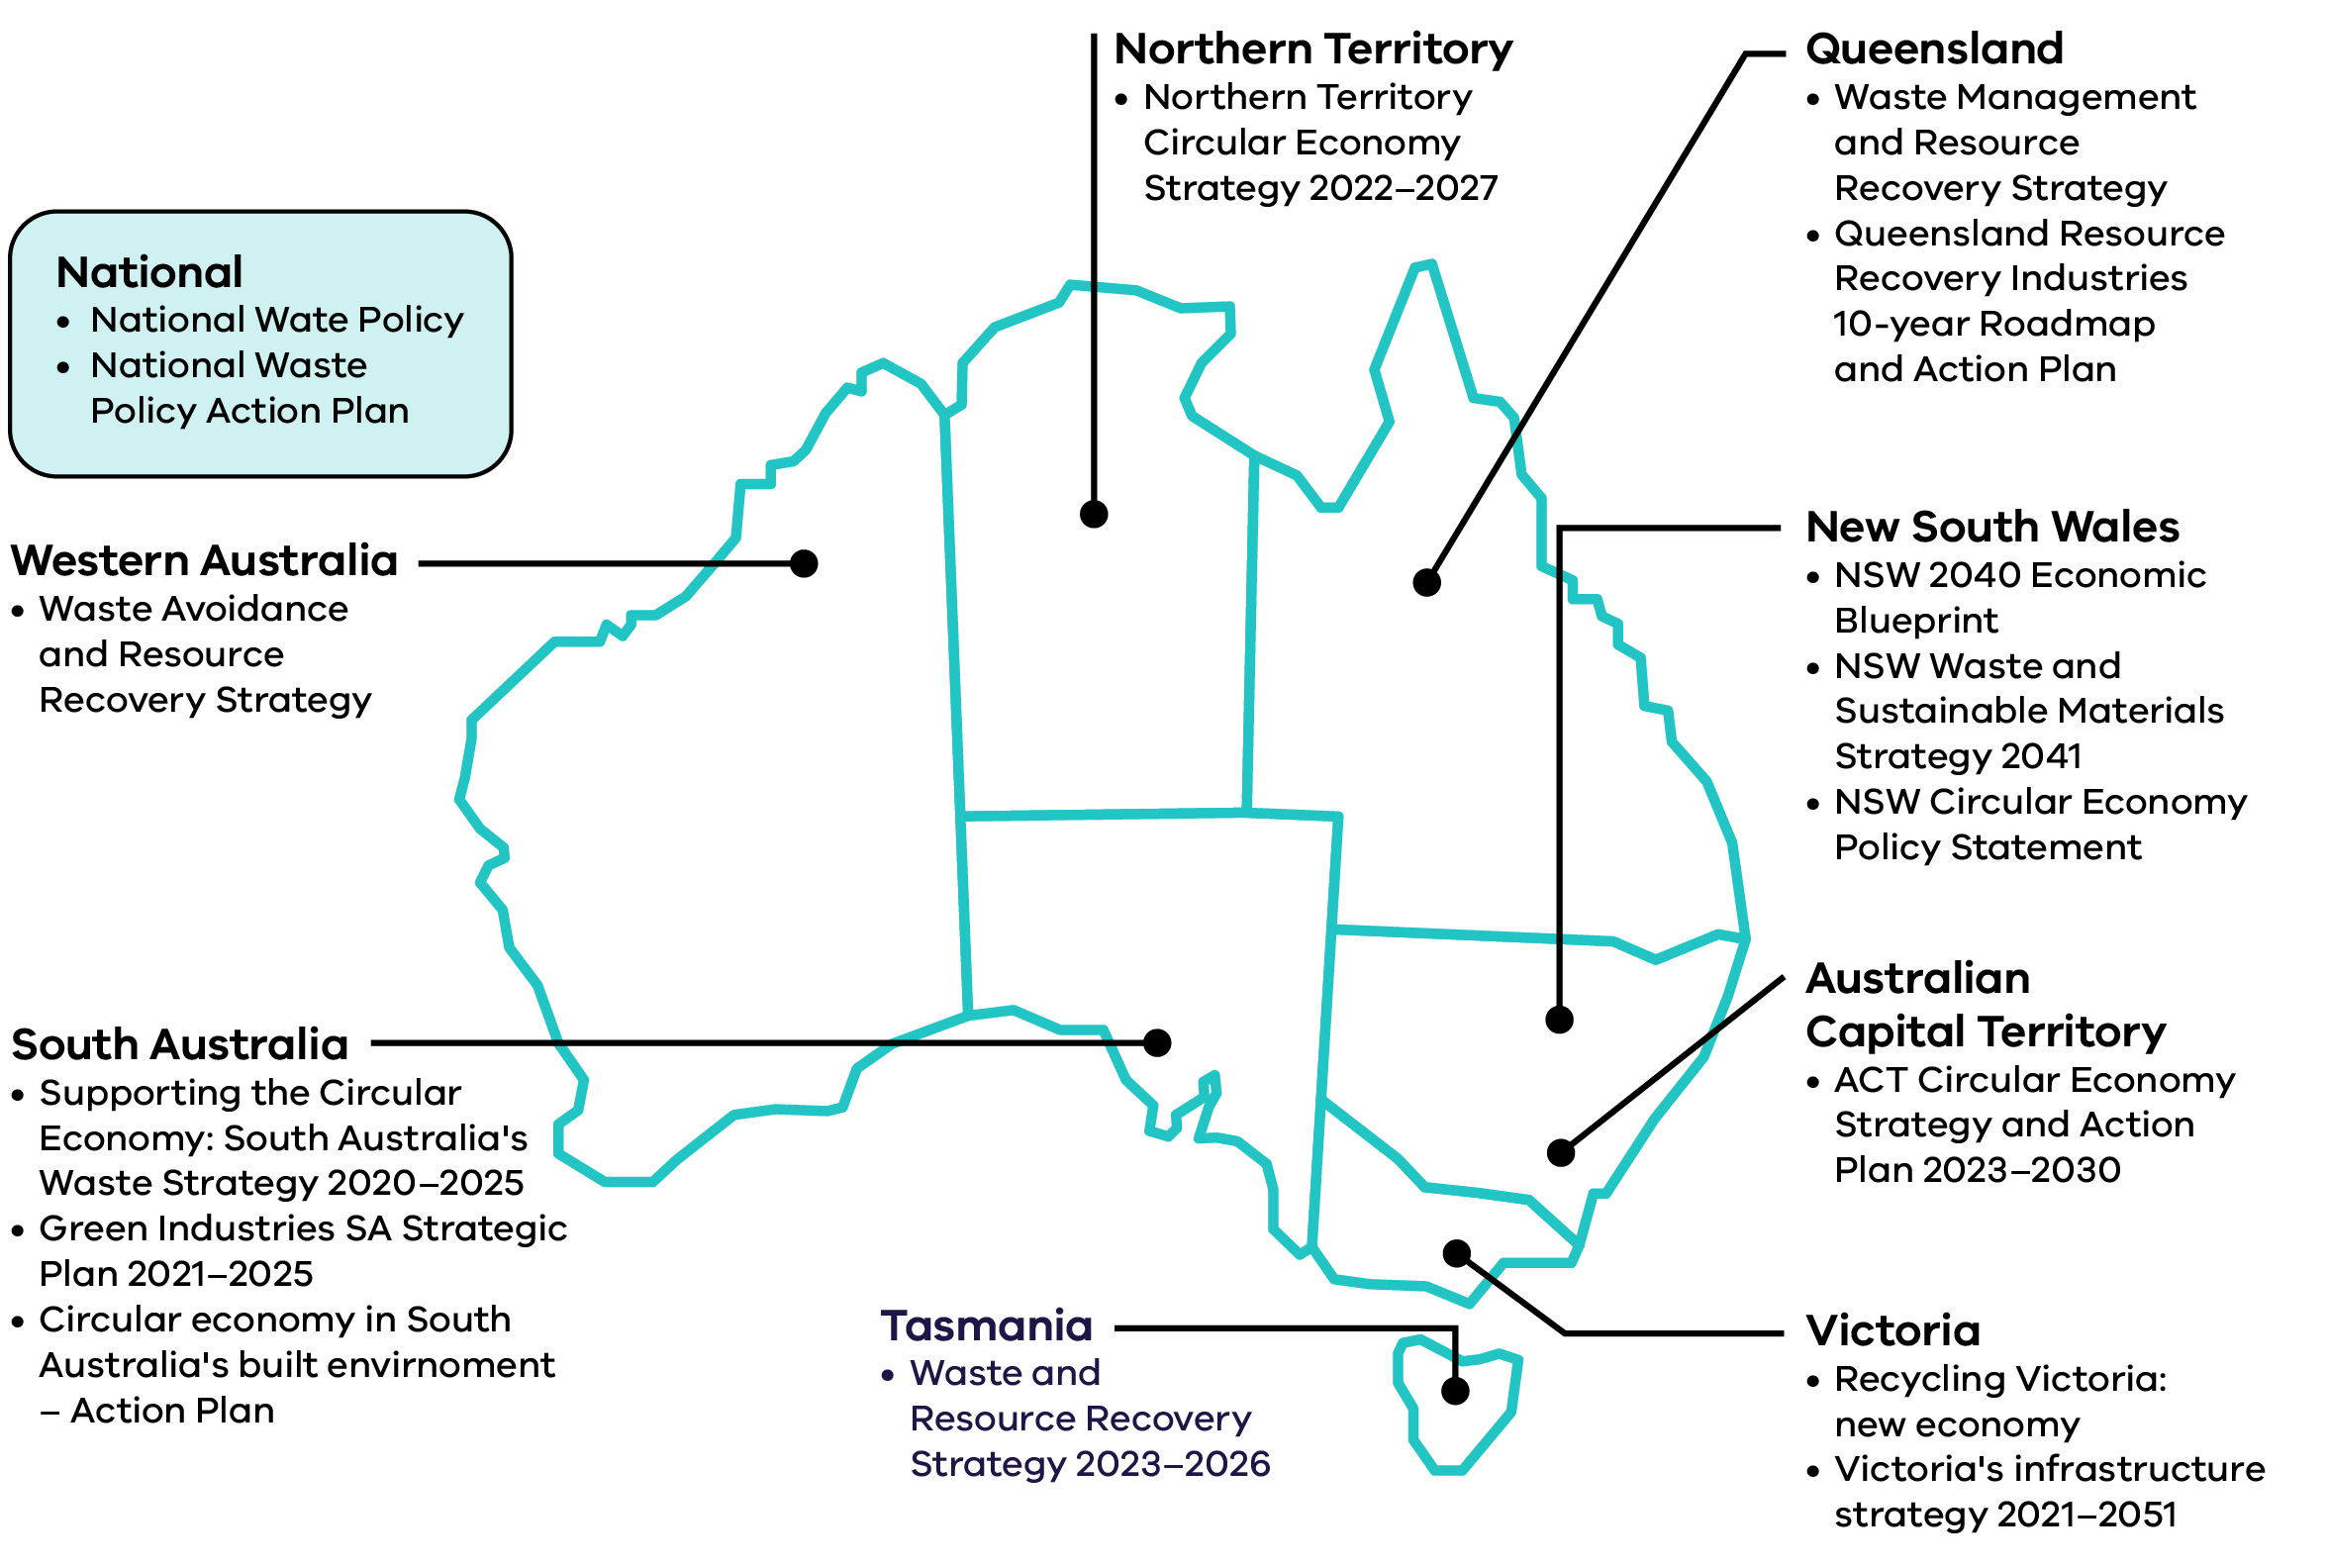 Northern Territory
• Northern Territory
Circular Economy
Strategy 2022–2027
Queensland
• Waste Management
and Resource
Recovery Strategy
• Queensland Resource
Recovery Industries
10-year Roadmap
and Action Plan
National
• National Wate Policy
• National Waste
Policy Action Plan
Western Australia
• Waste Avoidance
and Resource
Recovery Strategy
New South Wales
• NSW 2040 Economic
Blueprint
• NSW Waste and
Sustainable Materials
Strategy 2041
• NSW Circular Economy
Policy Statement
South Australia
• Supporting the Circular
Economy: South Australia's
Waste Strategy 2020–2025
• Green Industries SA Strategic
Plan 2021–2025
• Circular economy in South
Australia's built envirnoment
– Action Plan
Australian
Capital Territory
• ACT Circular Economy
Strategy and Action
Plan 2023–2030
Tasmania
• Waste and
Resource Recovery
Strategy 2023–2026
Victoria
• Recycling Victoria:
new economy
• Victoria's infrastructure
strategy 2021–2051